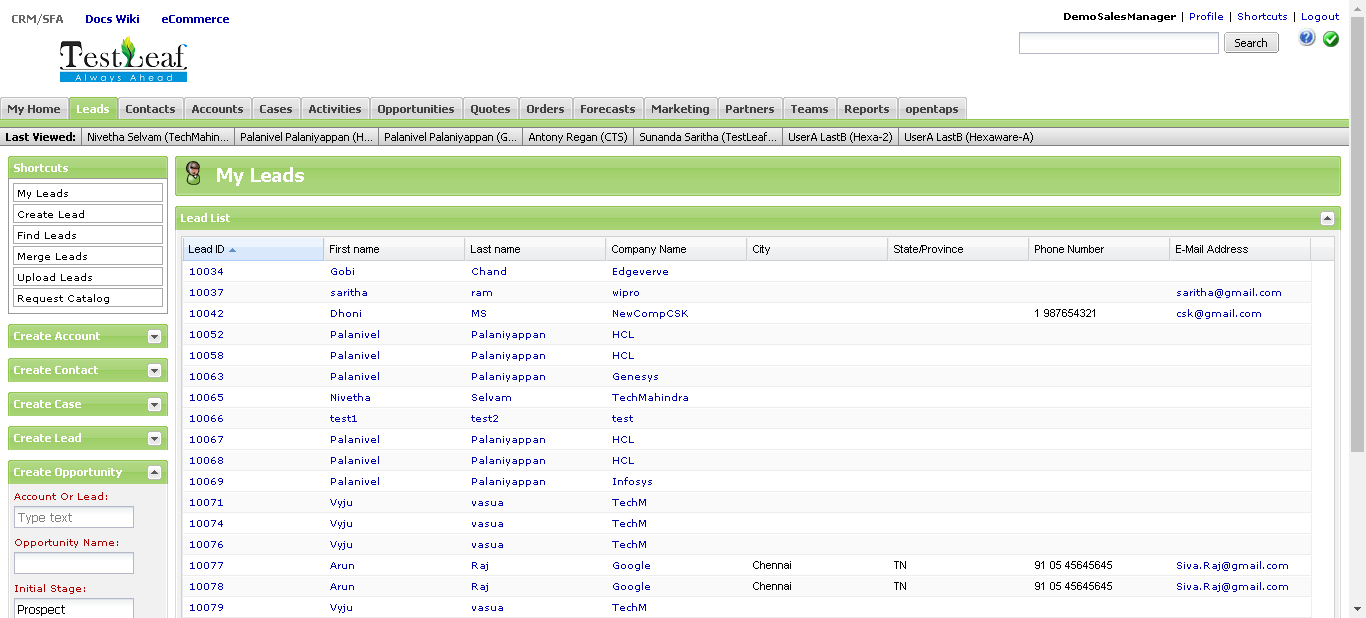 CRM/SFA Docs Wiki eCommerce
DemoSalesManager | Profile | Shortcuts | Logout
TestLeaf
Always Ahead
Search
My Home Leads Contacts Accounts Cases Activities Opportunities Quotes Orders Forecasts Marketing Partners Teams Reports opentaps
Last Viewed: Nivetha Selvam (TechMahin... Palanivel Palaniyappan (H... Palanivel Palaniyappan (G... Antony Regan (CTS) Sunanda Saritha (TestLeaf... UserA LastB (Hexa-2) UserA LastB (Hexaware-A)
Shortcuts
My Leads
Create Lead
Find Leads
Merge Leads
Upload Leads
Request Catalog
Create Account
Create Contact
Create Case
Create Lead
Create Opportunity
Account Or Lead:
Type text
Opportunity Name:
Initial Stage:
Prospect
My Leads
Lead List
Lead ID First name Last name Company Name City State/Province Phone Number E-Mail Address
10034 Gobi Chand Edgeverve
10037 saritha ram wipro saritha@gmail.com
10042 Dhoni MS NewCompCSK 1 987654321 csk@gmail.com
10052 Palanivel Palaniyappan HCL
10058 Palanivel Palaniyappan HCL
10063 Palanivel Palaniyappan Genesys
10065 Nivetha Selvam TechMahindra
10066 test1 test2 test
10067 Palanivel Palaniyappan HCL
10068 Palanivel Palaniyappan HCL
10069 Palanivel Palaniyappan Infosys
10071 Vyju vasua TechM
10074 Vyju vasua TechM
10076 Vyju vasua TechM
10077 Arun Raj Google Chennai TN 91 05 45645645 Siva.Raj@gmail.com
10078 Arun Raj Google Chennai TN 91 05 45645645 Siva.Raj@gmail.com
10079 Vyju vasua TechM